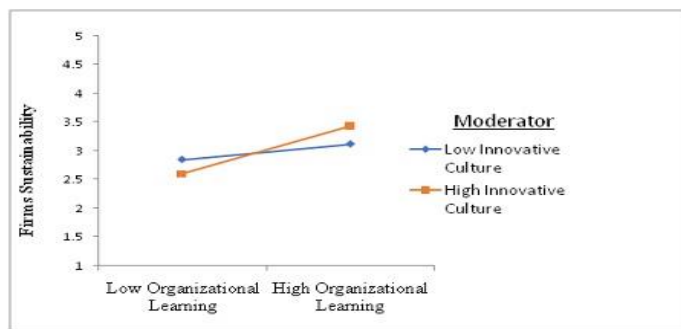 5
4.5
4
3.5
3
2.5
2
1.5
1
Firms Sustainability
Low Organizational
Learning
High Organizational
Learning
Moderator
Low Innovative
Culture
High Innovative
Culture